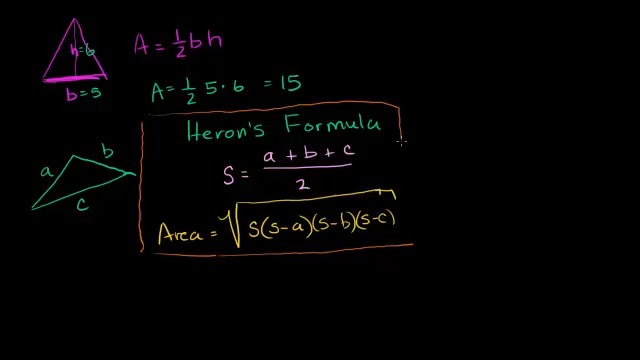 h=6
A = 1/2 bh
b = 5
A = 1/2 5 · 6 = 15
Heron's Formula
a
b
c
S = (a + b + c)/2
Area = √S(s-a)(s-b)(s-c)